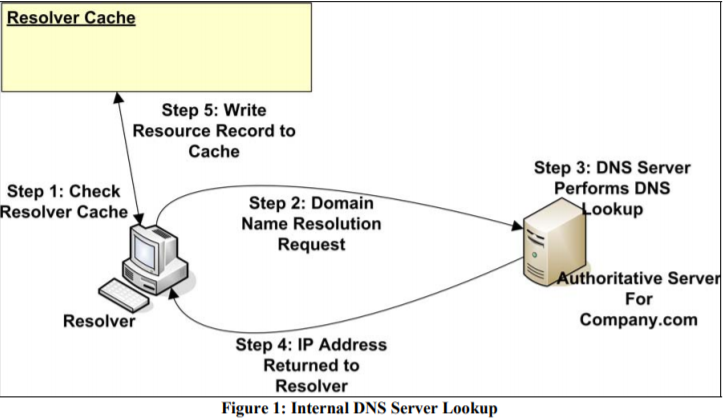 Resolver Cache
Step 5: Write
Resource Record to
Cache
Step 1: Check
Resolver Cache
Step 2: Domain
Name Resolution
Request
Step 3: DNS Server
Performs DNS
Lookup
Authoritative Server
For
Company.com
Resolver
Step 4: IP Address
Returned to
Resolver
Figure 1: Internal DNS Server Lookup